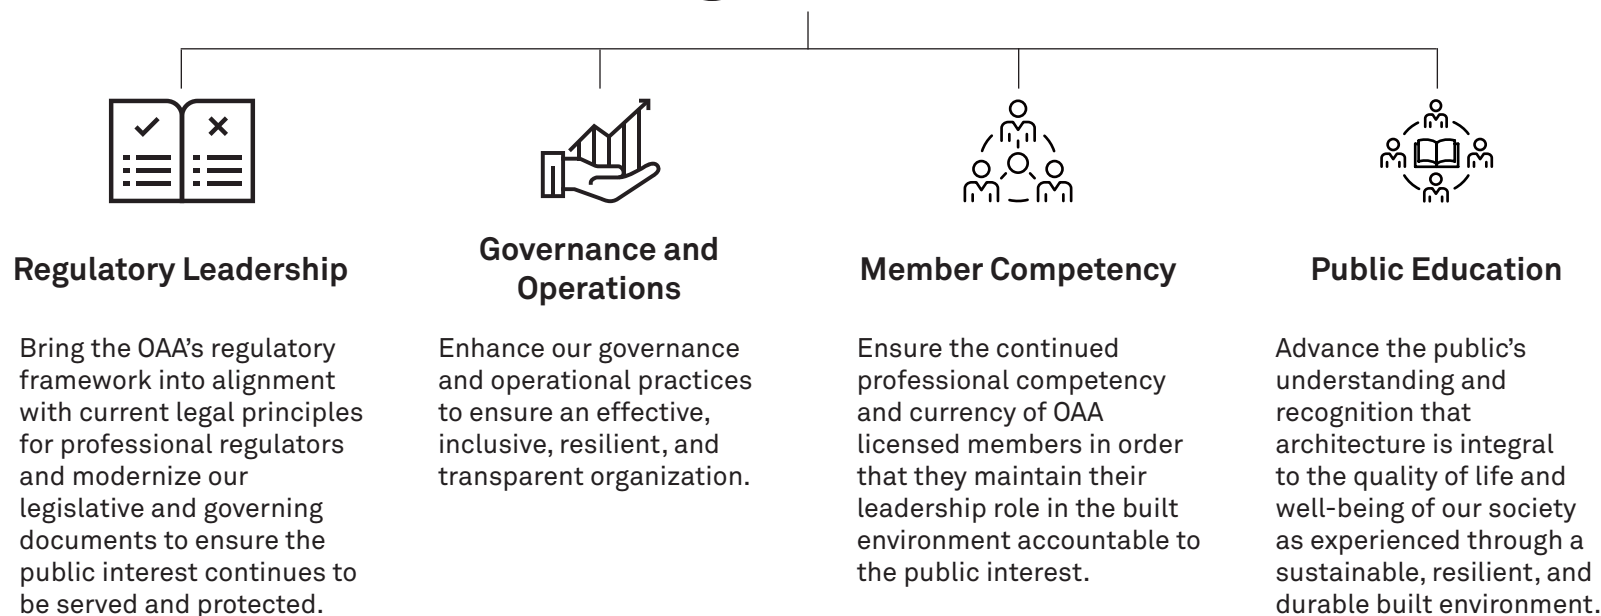 Regulatory Leadership
Bring the OAA's regulatory
framework into alignment
with current legal principles
for professional regulators
and modernize our
legislative and governing
documents to ensure the
public interest continues to
be served and protected.
Governance and
Operations
Enhance our governance
and operational practices
to ensure an effective,
inclusive, resilient, and
transparent organization.
Member Competency
Ensure the continued
professional competency
and currency of OAA
licensed members in order
that they maintain their
leadership role in the built
environment accountable to
the public interest.
Public Education
Advance the public's
understanding and
recognition that
architecture is integral
to the quality of life and
well-being of our society
as experienced through a
sustainable, resilient, and
durable built environment.